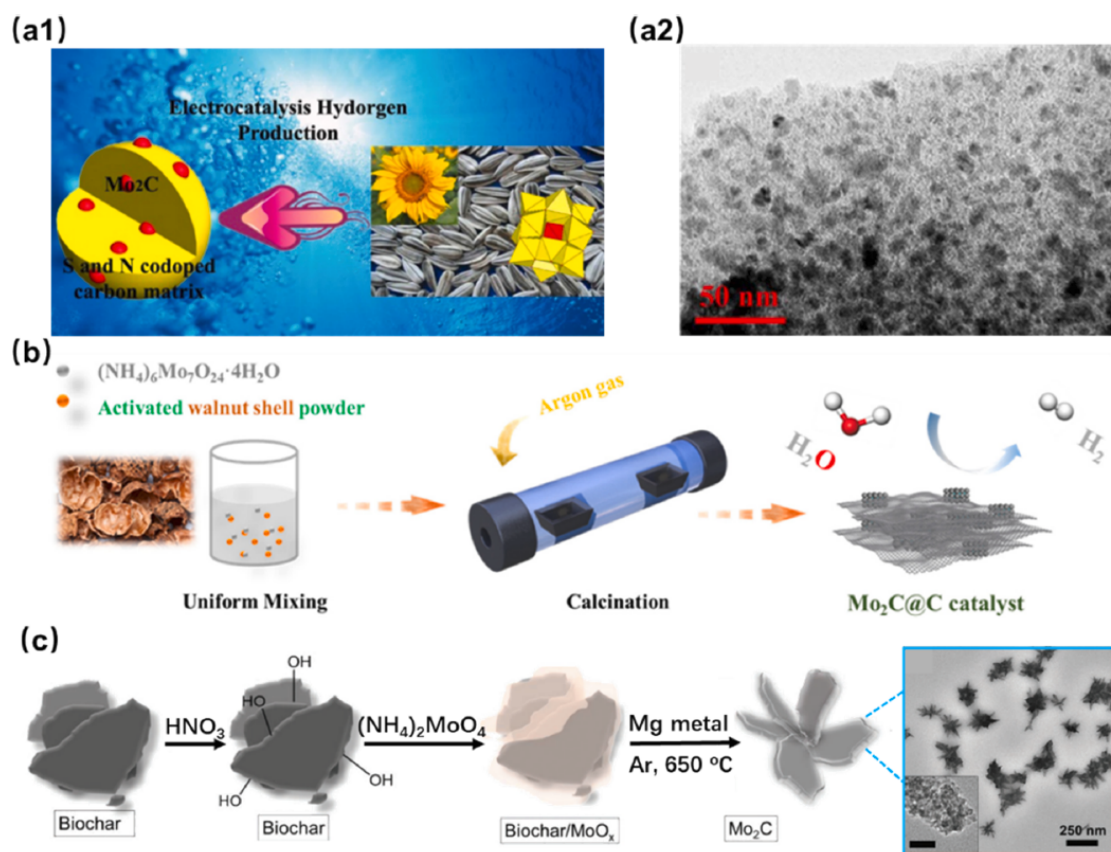 (a1)
(a2)
Electrocatalysis Hydorgen
Production
Mo₂C
S and N codoped
carbon matrix
50 nm
(b)
(NH₄)₆Mo₇O₂₄·4H₂O
Activated walnut shell powder
Argon gas
H₂O
H₂
Uniform Mixing
Calcination
Mo₂C@C catalyst
(c)
OH
HO
HNO₃
(NH₄)₂MoO₄
Mg metal
Ar, 650 °C
OH
HO
Biochar
Biochar
Biochar/MoOₓ
Mo₂C
250 nm